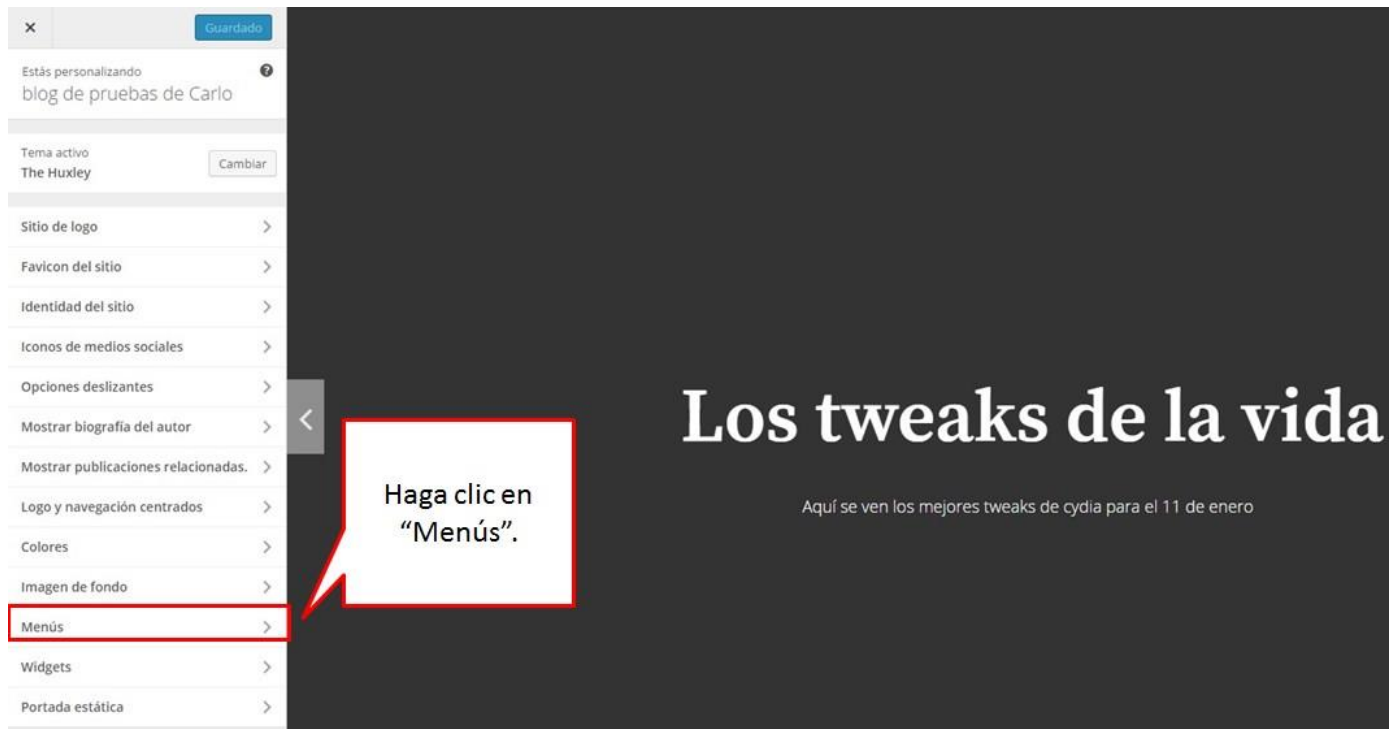 Guardado
Estás personalizando
blog de pruebas de Carlo
Tema activo
The Huxley
Cambiar
Sitio de logo
Favicon del sitio
Identidad del sitio
Iconos de medios sociales
Opciones deslizantes
Mostrar biografía del autor
Mostrar publicaciones relacionadas.
Logo y navegación centrados
Colores
Imagen de fondo
Menús
Widgets
Portada estática
Haga clic en
“Menús”.
Los tweaks de la vida
Aquí se ven los mejores tweaks de cydia para el 11 de enero